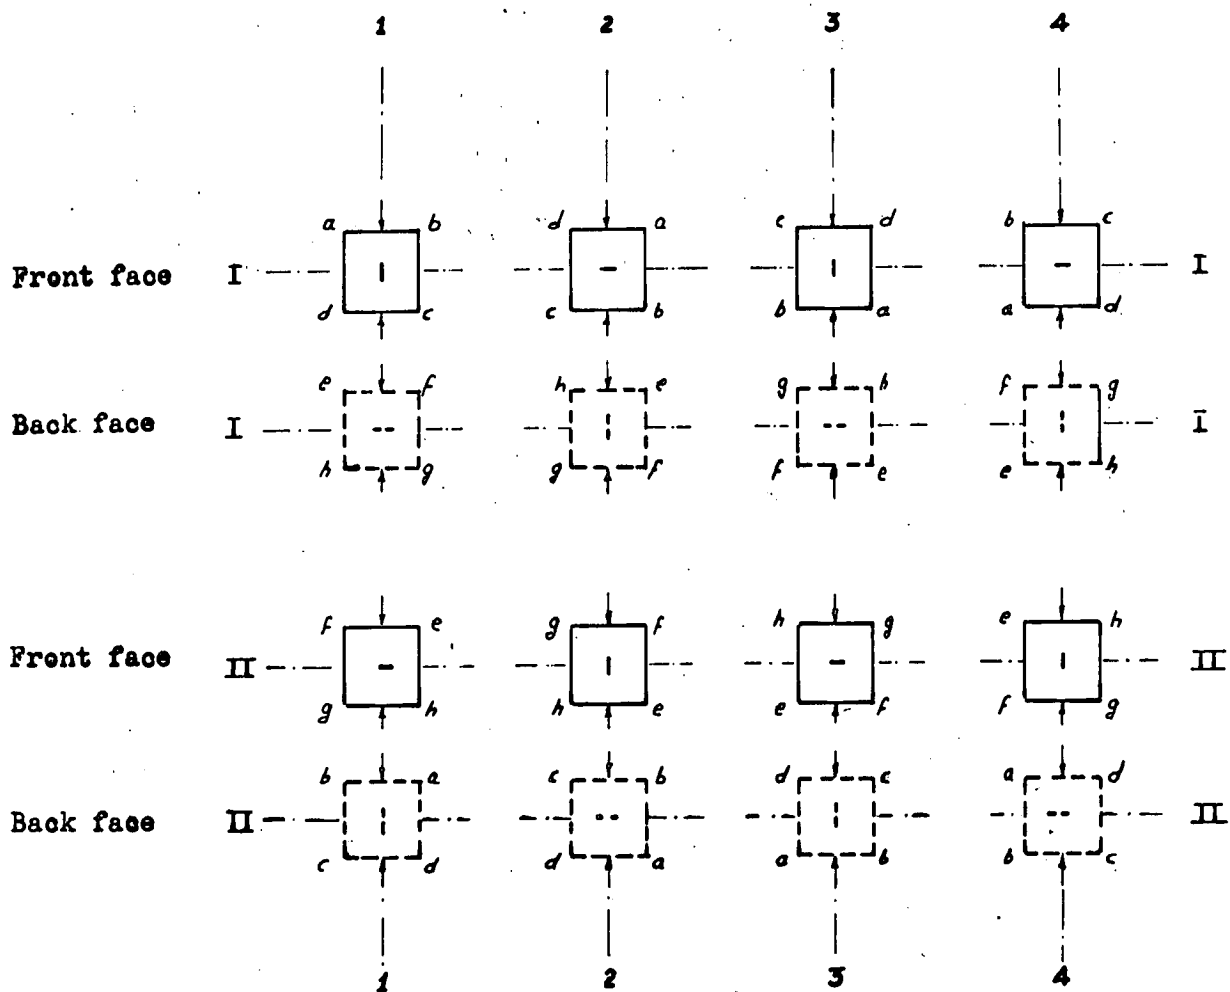 1 2 3 4
a b d a c d b c
Front face I I
d c c b b a a d
e f h e g h f g
Back face I I
h g g f f e e h
f e g f h g e h
Front face II II
g h h e e f f g
b a c b d c a d
Back face II II
c d d a a b b c
1 2 3 4